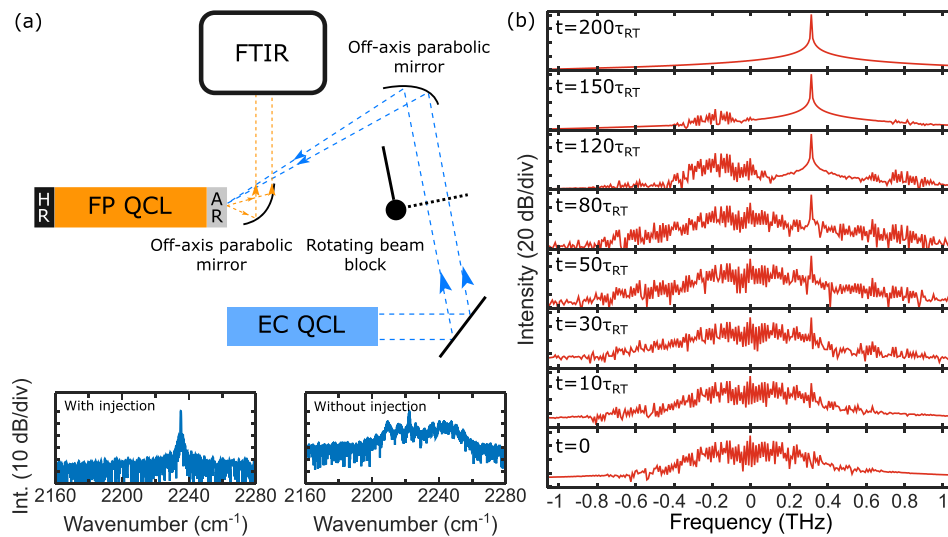 (a)
FTIR
Off-axis parabolic
mirror
HR
FP QCL
AR
Off-axis parabolic
mirror
Rotating beam
block
EC QCL
Int. (10 dB/div)
With injection
2160 2200 2240 2280
Wavenumber (cm⁻¹)
Without injection
2160 2200 2240 2280
Wavenumber (cm⁻¹)
(b)
Intensity (20 dB/div)
t=200τRT
t=150τRT
t=120τRT
t=80τRT
t=50τRT
t=30τRT
t=10τRT
t=0
-1 -0.8 -0.6 -0.4 -0.2 0 0.2 0.4 0.6 0.8 1
Frequency (THz)